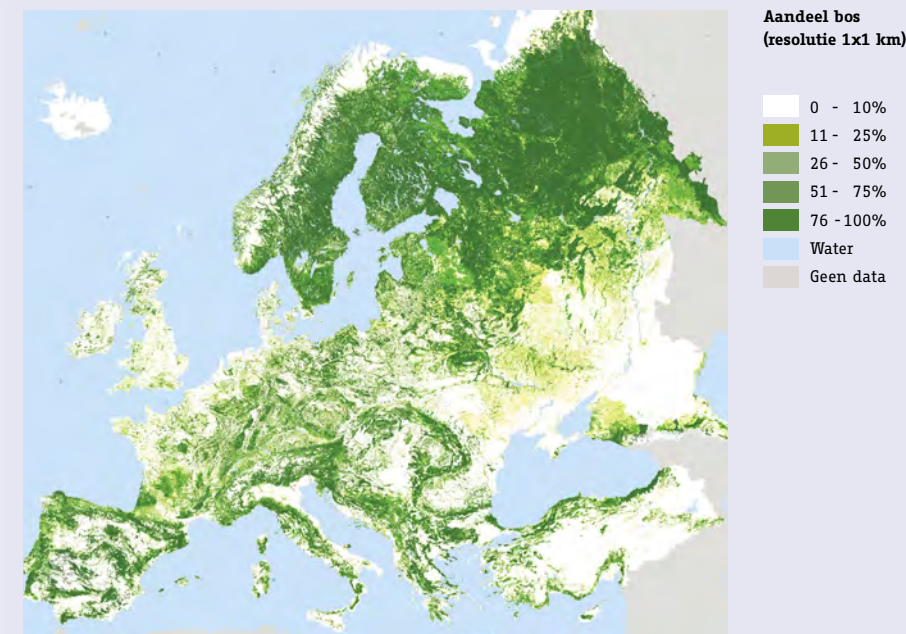 Aandeel bos
(resolutie 1x1 km)
0 - 10%
11 - 25%
26 - 50%
51 - 75%
76 - 100%
Water
Geen data